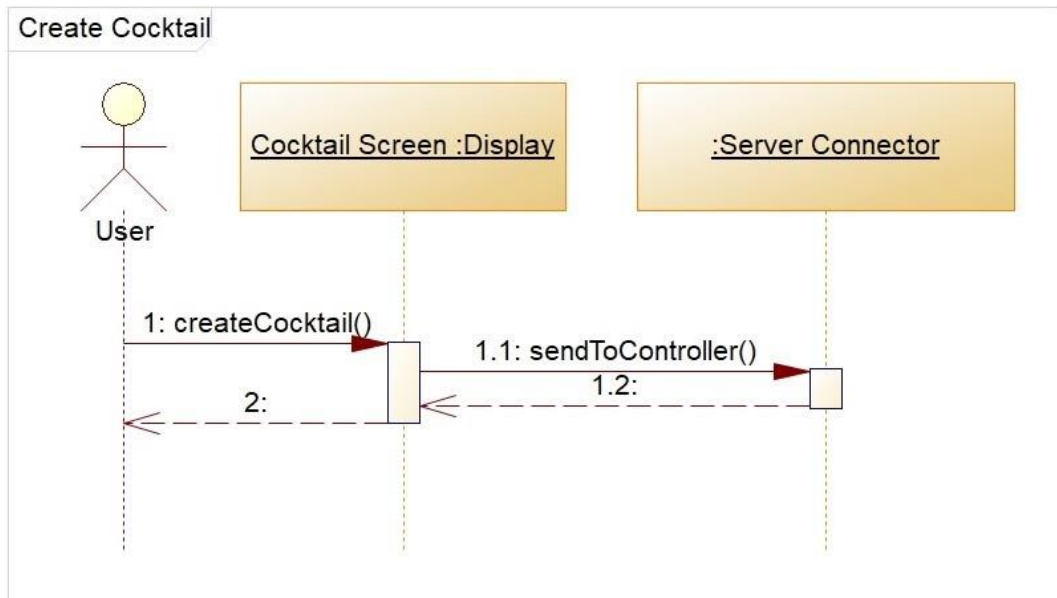 Create Cocktail
Cocktail Screen :Display
:Server Connector
User
1: createCocktail()
1.1: sendToController()
1.2:
2: